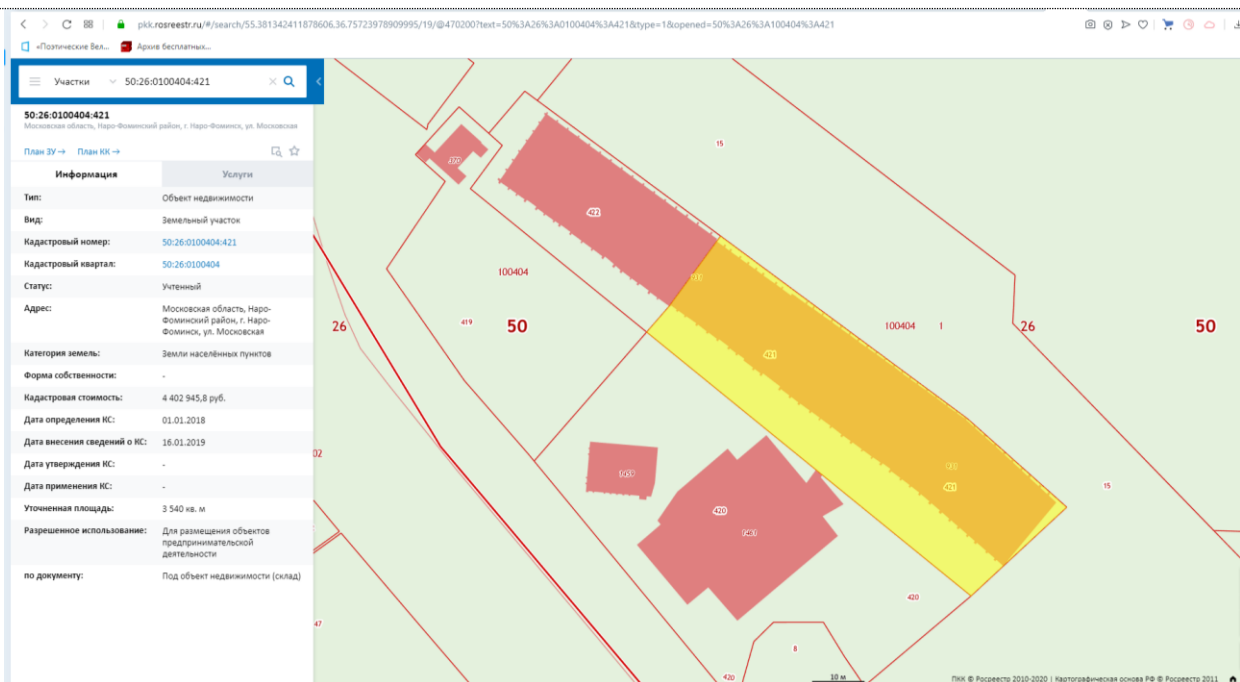 pkk.rosreestr.ru/#/search/55.381342411878606,36.75723978909995/19/@470200?text=50%3A26%3A0100404%3A421&type=1&opened=50%3A26%3A100404%3A421
«Поэтические Вел...
Архив бесплатных...
Участки
50:26:0100404:421
50:26:0100404:421
Московская область, Наро-Фоминский район, г. Наро-Фоминск, ул. Московская
План ЗУ →
План КК →
Информация
Услуги
Тип:
Объект недвижимости
Вид:
Земельный участок
Кадастровый номер:
50:26:0100404:421
Кадастровый квартал:
50:26:0100404
Статус:
Учтенный
Адрес:
Московская область, Наро-
Фоминский район, г. Наро-
Фоминск, ул. Московская
Категория земель:
Земли населённых пунктов
Форма собственности:
-
Кадастровая стоимость:
4 402 945,8 руб.
Дата определения КС:
01.01.2018
Дата внесения сведений о КС:
16.01.2019
Дата утверждения КС:
-
Дата применения КС:
-
Уточненная площадь:
3 540 кв. м
Разрешенное использование:
Для размещения объектов
предпринимательской
деятельности
по документу:
Под объект недвижимости (склад)
15
422
100404
26
419
50
421
100404
1
26
50
02
1459
421
15
420
1461
420
47
8
420
10 м
ПКК © Росреестр 2010-2020 | Картографическая основа РФ © Росреестр 2011